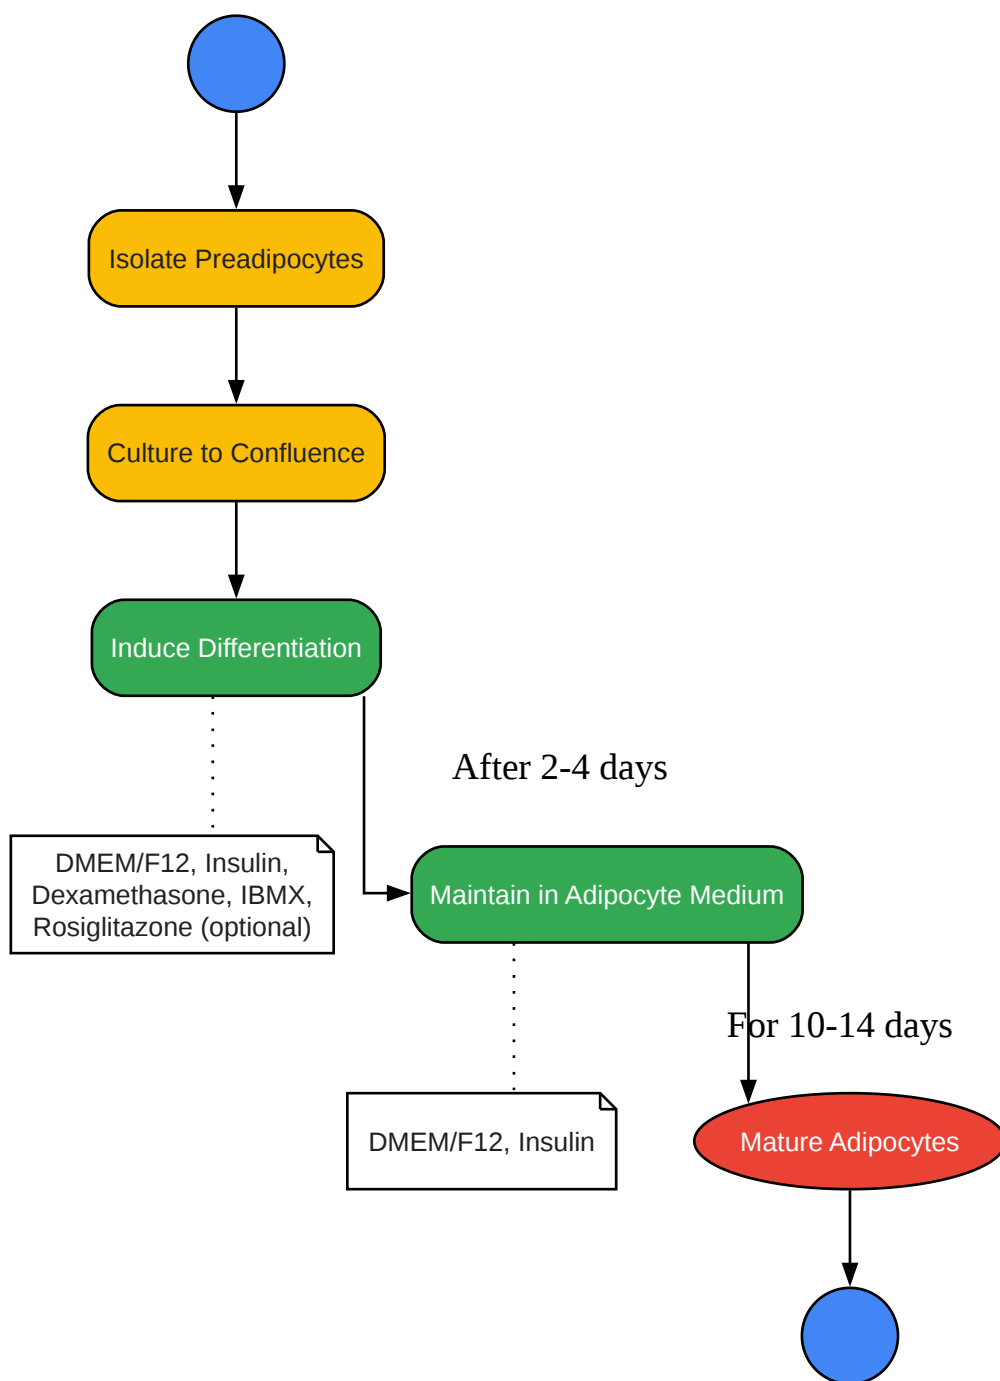 Isolate Preadipocytes
Culture to Confluence
Induce Differentiation
After 2-4 days
DMEM/F12, Insulin,
Dexamethasone, IBMX,
Rosiglitazone (optional)
Maintain in Adipocyte Medium
For 10-14 days
DMEM/F12, Insulin
Mature Adipocytes